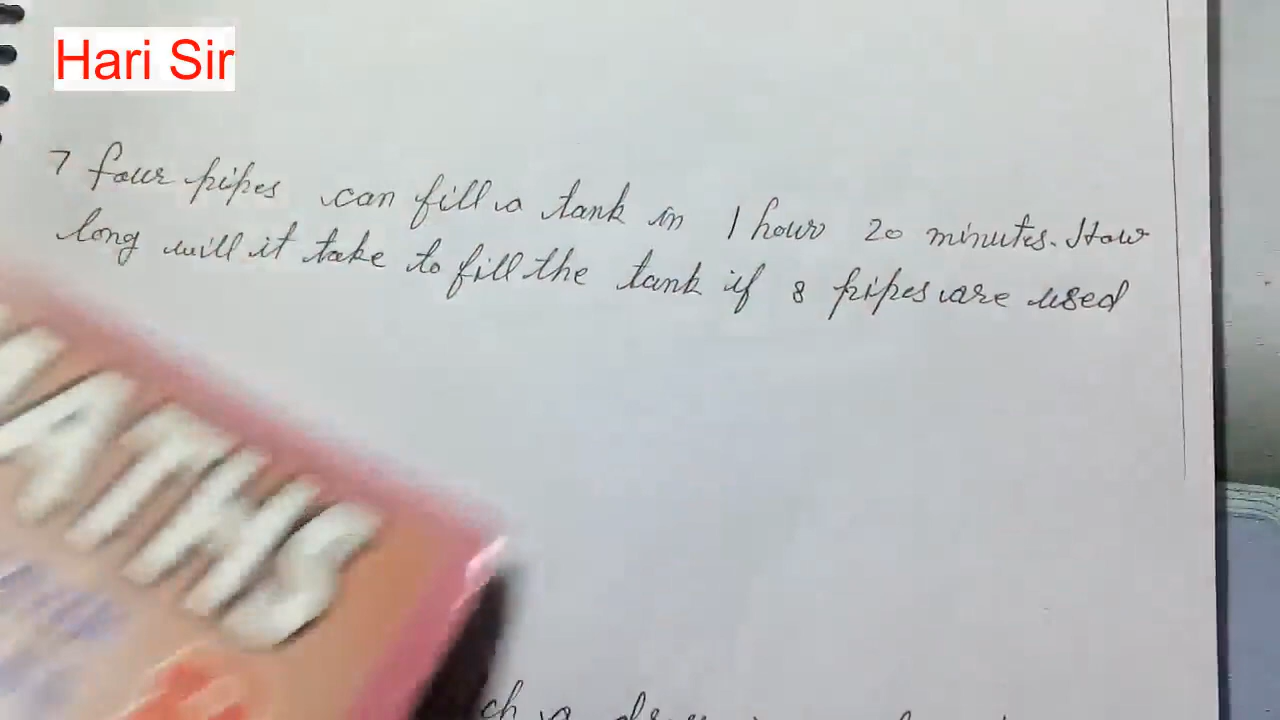 Hari Sir
7 four pipes can fill a tank in 1 hour 20 minutes. How
long will it take to fill the tank if 8 pipes are used
MATHS